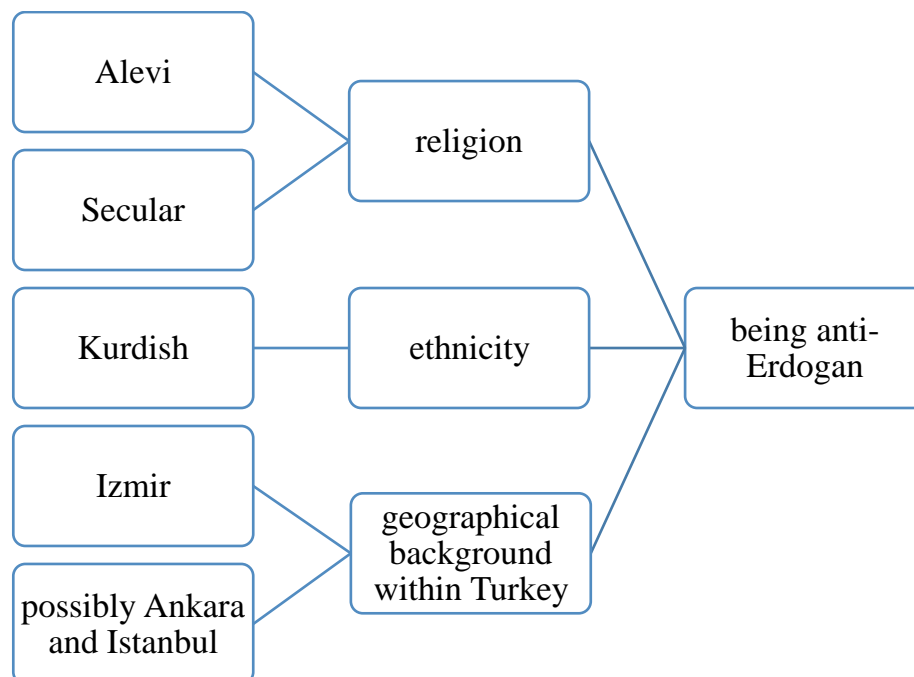 Alevi
Secular
religion
Kurdish
ethnicity
being anti-
Erdogan
Izmir
possibly Ankara
and Istanbul
geographical
background
within Turkey